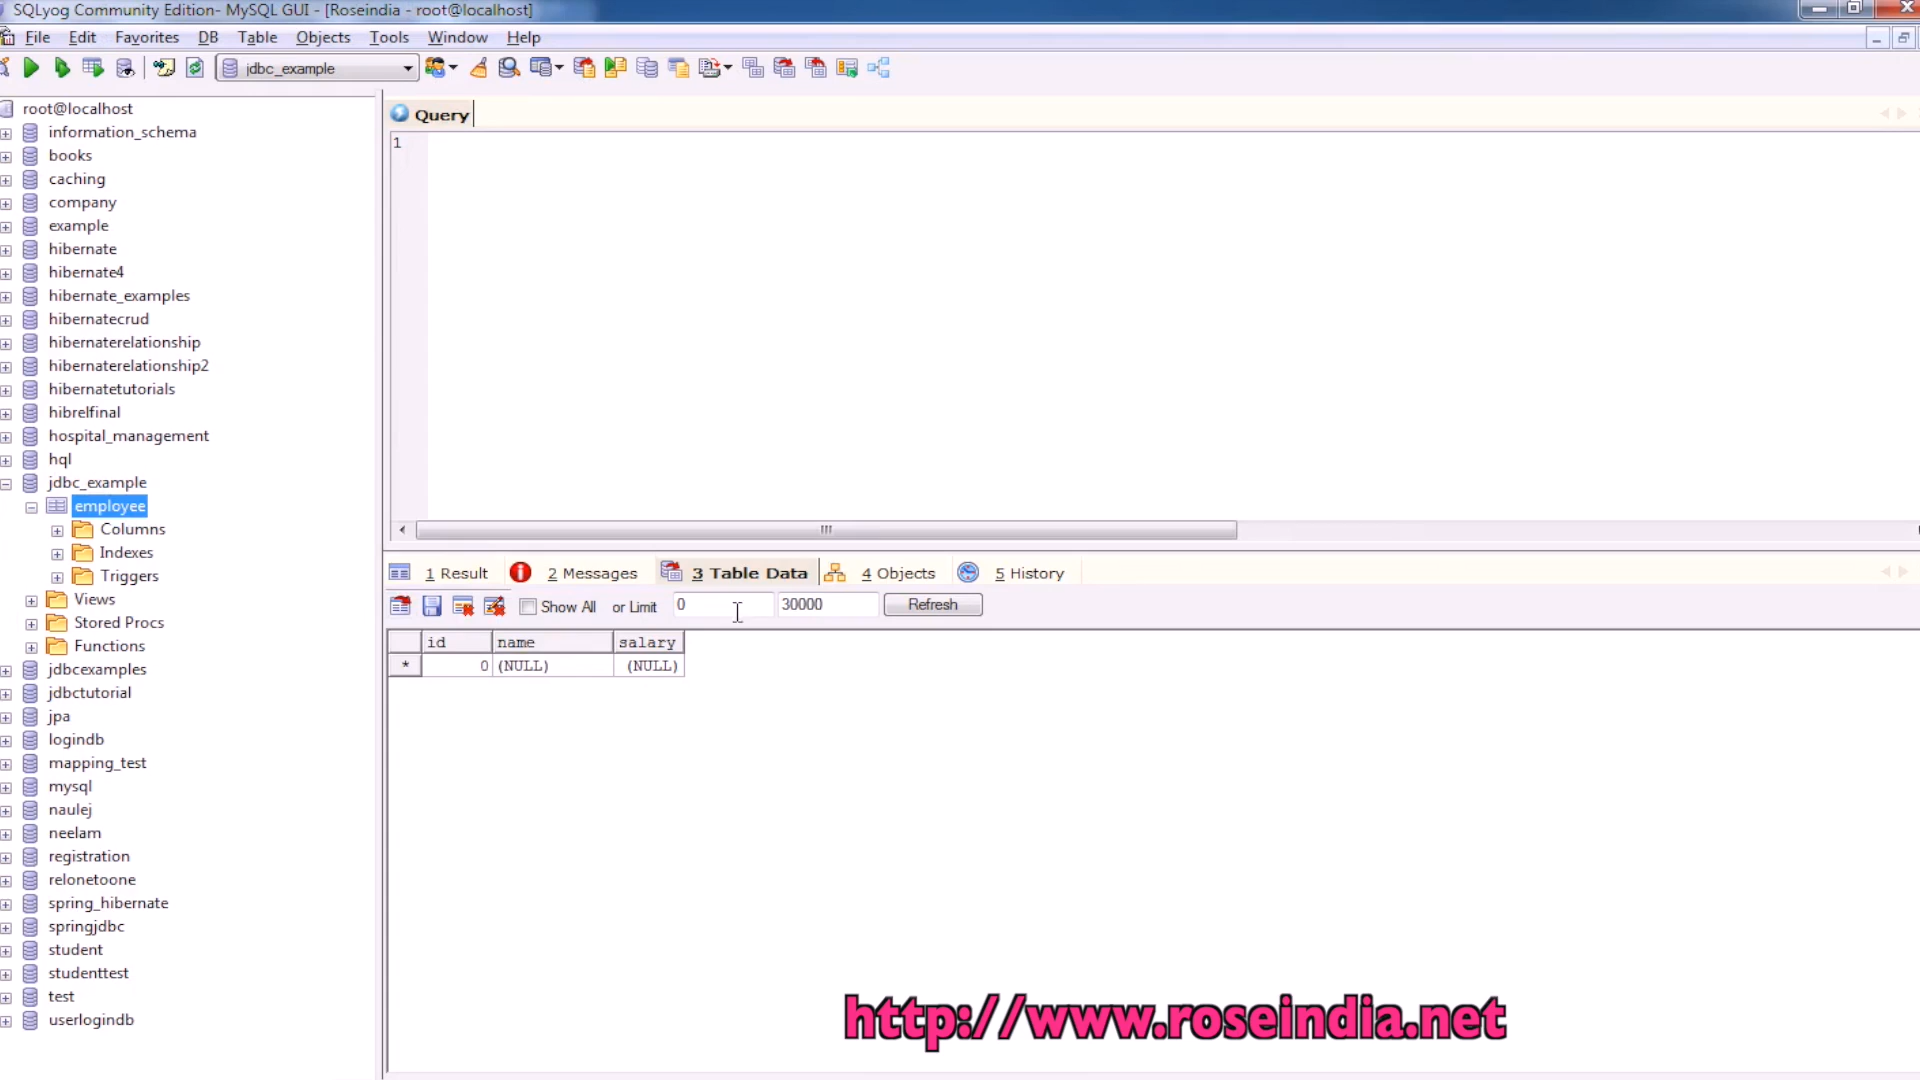 SQLyog Community Edition- MySQL GUI - [Roseindia - root@localhost]
File Edit Favorites DB Table Objects Tools Window Help
jdbc_example
root@localhost
information_schema
books
caching
company
example
hibernate
hibernate4
hibernate_examples
hibernatecrud
hibernaterelationship
hibernaterelationship2
hibernatetutorials
hibrelfinal
hospital_management
hql
jdbc_example
employee
Columns
Indexes
Triggers
Views
Stored Procs
Functions
jdbcexamples
jdbctutorial
jpa
logindb
mapping_test
mysql
naulej
neelam
registration
relonetoone
spring_hibernate
springjdbc
student
studenttest
test
userlogindb
Query
1
1 Result 2 Messages 3 Table Data 4 Objects 5 History
Show All or Limit 0 30000 Refresh
id name salary
* 0 (NULL) (NULL)
http://www.roseindia.net